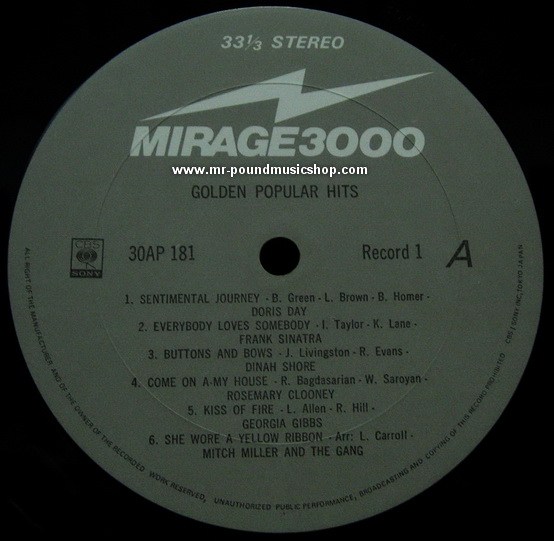 33 1/3 STEREO
MIRAGE3000
www.mr-poundmusicshop.com
GOLDEN POPULAR HITS
CBS
SONY
30AP 181
Record 1 A
1. SENTIMENTAL JOURNEY - B. Green - L. Brown - B. Homer -
DORIS DAY
2. EVERYBODY LOVES SOMEBODY - I. Taylor - K. Lane -
FRANK SINATRA
3. BUTTONS AND BOWS - J. Livingston - R. Evans -
DINAH SHORE
4. COME ON A-MY HOUSE - R. Bagdasarian - W. Saroyan -
ROSEMARY CLOONEY
5. KISS OF FIRE - L. Allen - R. Hill -
GEORGIA GIBBS
6. SHE WORE A YELLOW RIBBON - Arr: L. Carroll -
MITCH MILLER AND THE GANG
ALL RIGHT OF THE MANUFACTURER AND OF THE OWNER OF THE RECORDED WORK RESERVED, UNAUTHORIZED PUBLIC PERFORMANCE, BROADCASTING AND COPYING OF THIS RECORD PROHIBITED
CBS / SONY INC, TOKYO JAPAN